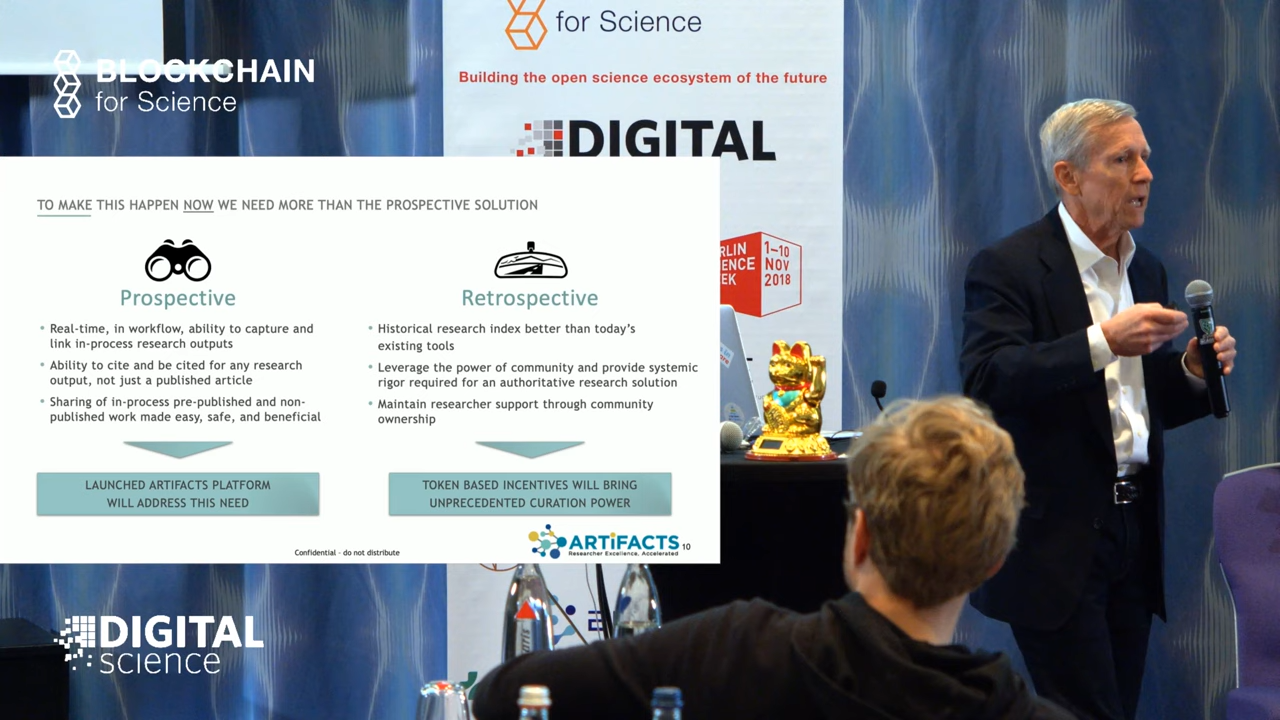 BLOCKCHAIN
for Science
for Science
Building the open science ecosystem of the future
DIGITAL
RLIN
ENCE
EK
1–10
NOV
2018
TO MAKE THIS HAPPEN NOW WE NEED MORE THAN THE PROSPECTIVE SOLUTION
Prospective
• Real-time, in workflow, ability to capture and
link in-process research outputs
• Ability to cite and be cited for any research
output, not just a published article
• Sharing of in-process pre-published and non-
published work made easy, safe, and beneficial
LAUNCHED ARTIFACTS PLATFORM
WILL ADDRESS THIS NEED
Retrospective
• Historical research index better than today's
existing tools
• Leverage the power of community and provide systemic
rigor required for an authoritative research solution
• Maintain researcher support through community
ownership
TOKEN BASED INCENTIVES WILL BRING
UNPRECEDENTED CURATION POWER
Confidential - do not distribute
ARTiFACTS
Researcher Excellence, Accelerated
10
DIGITAL
science